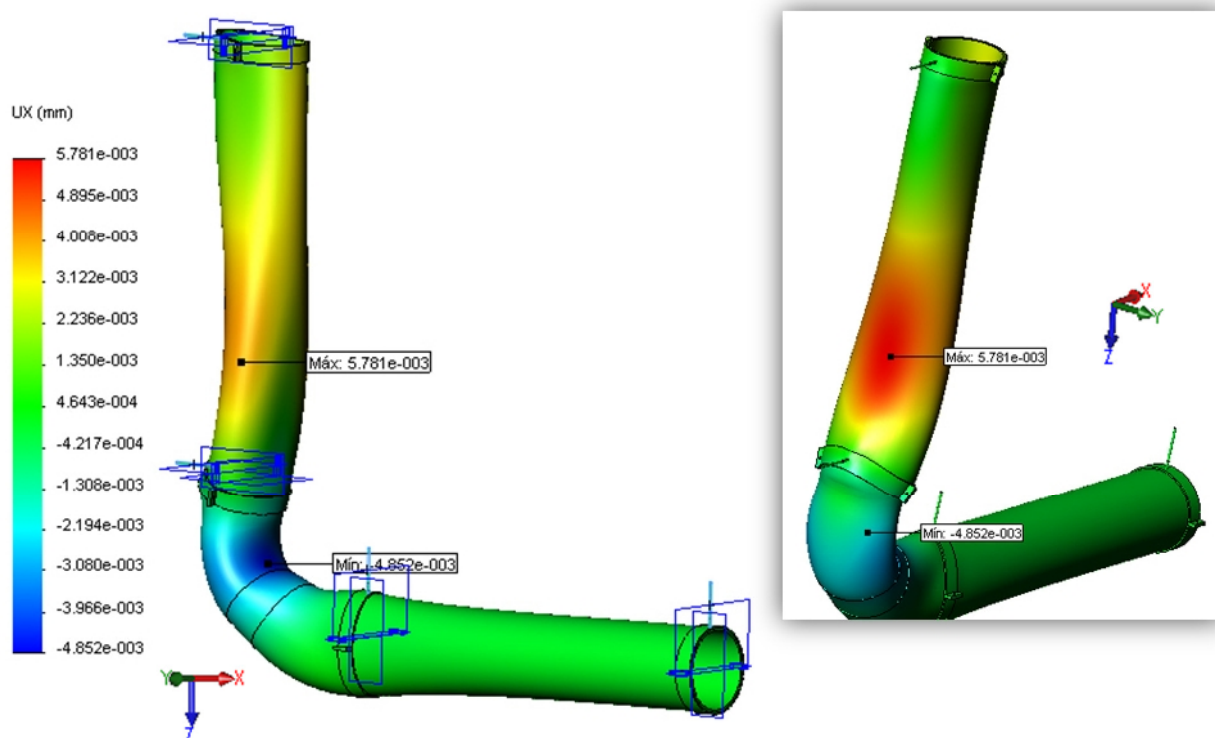 UX (mm)
5.781e-003
4.895e-003
4.008e-003
3.122e-003
2.236e-003
1.350e-003
4.643e-004
-4.217e-004
-1.308e-003
-2.194e-003
-3.080e-003
-3.966e-003
-4.852e-003
Máx: 5.781e-003
Mín: -4.852e-003
Y
X
Z
Máx: 5.781e-003
Mín: -4.852e-003
X
Y
Z